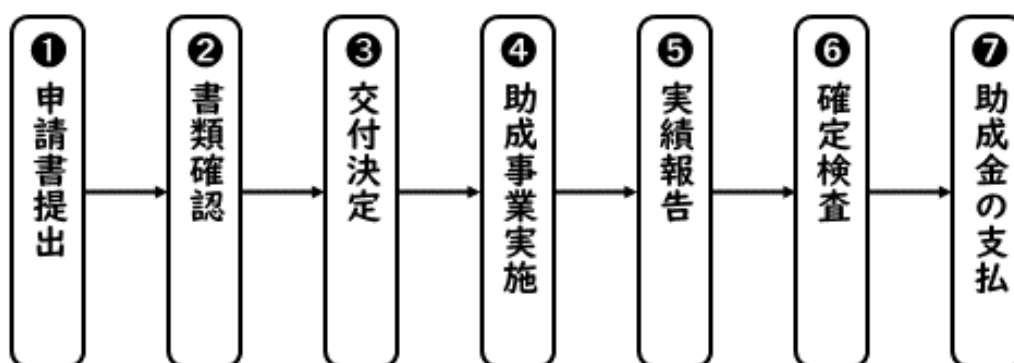 ❶申請書提出
❷書類確認
❸交付決定
❹助成事業実施
❺実績報告
❻確定検査
❼助成金の支払